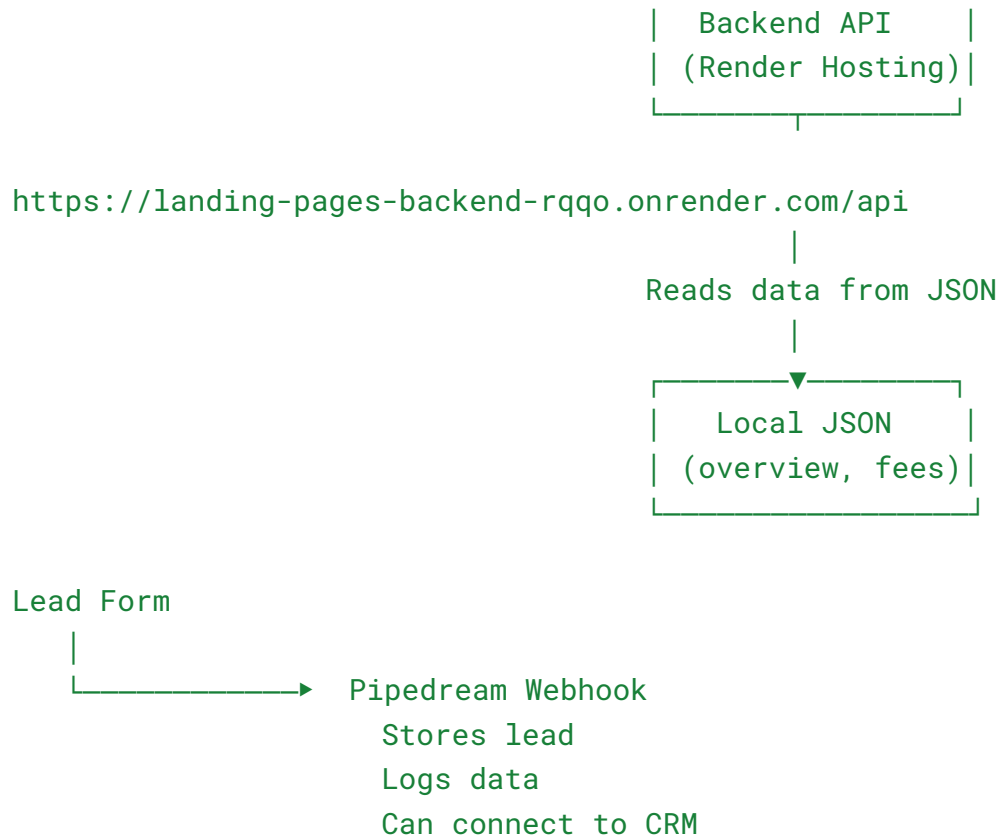 Backend API
(Render Hosting)
https://landing-pages-backend-rqqo.onrender.com/api
Reads data from JSON
Local JSON
(overview, fees)
Lead Form
Pipedream Webhook
Stores lead
Logs data
Can connect to CRM